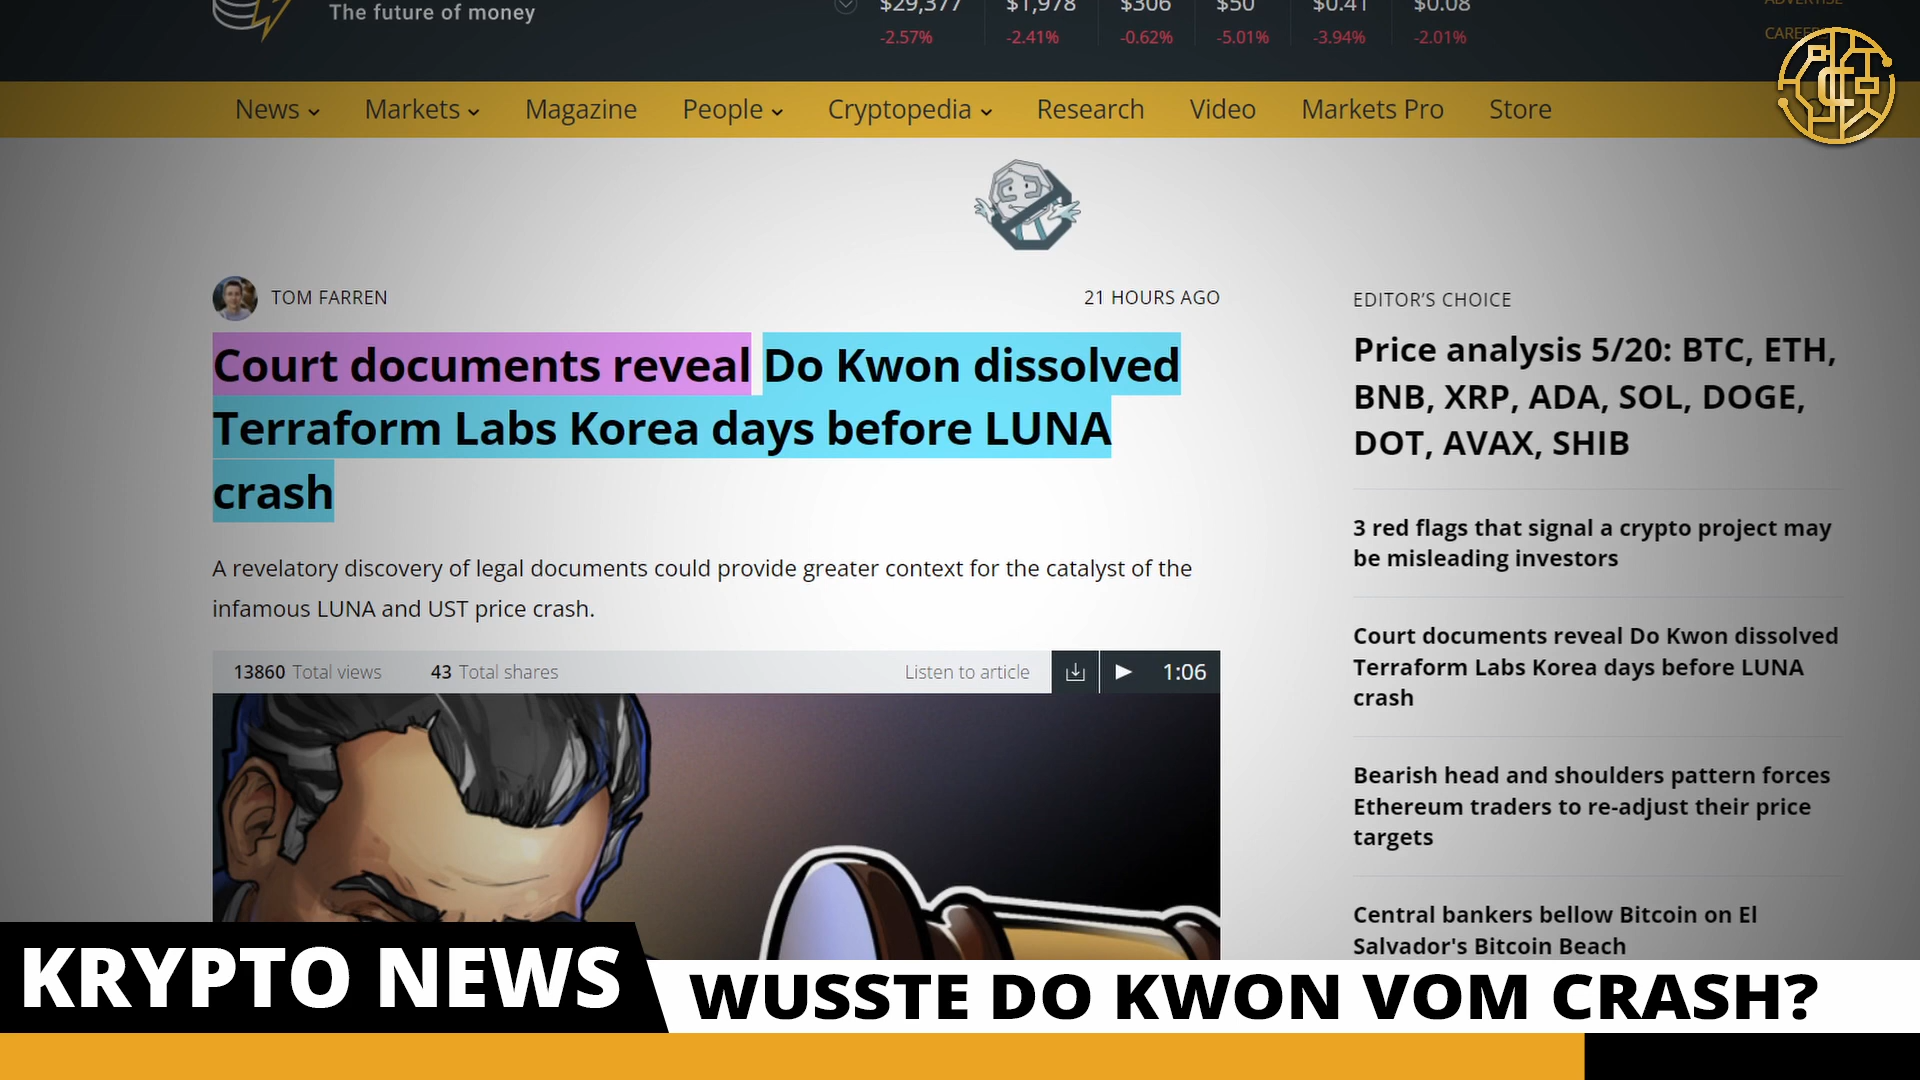 The future of money
$29,377 $1,978 $306 $50 $0.41 $0.08
-2.57% -2.41% -0.62% -5.01% -3.94% -2.01%
ADVERTISE
CAREERS
News Markets Magazine People Cryptopedia Research Video Markets Pro Store
TOM FARREN
21 HOURS AGO
Court documents reveal Do Kwon dissolved
Terraform Labs Korea days before LUNA
crash
A revelatory discovery of legal documents could provide greater context for the catalyst of the
infamous LUNA and UST price crash.
13860 Total views 43 Total shares Listen to article 1:06
EDITOR'S CHOICE
Price analysis 5/20: BTC, ETH,
BNB, XRP, ADA, SOL, DOGE,
DOT, AVAX, SHIB
3 red flags that signal a crypto project may
be misleading investors
Court documents reveal Do Kwon dissolved
Terraform Labs Korea days before LUNA
crash
Bearish head and shoulders pattern forces
Ethereum traders to re-adjust their price
targets
Central bankers bellow Bitcoin on El
Salvador's Bitcoin Beach
KRYPTO NEWS
WUSSTE DO KWON VOM CRASH?